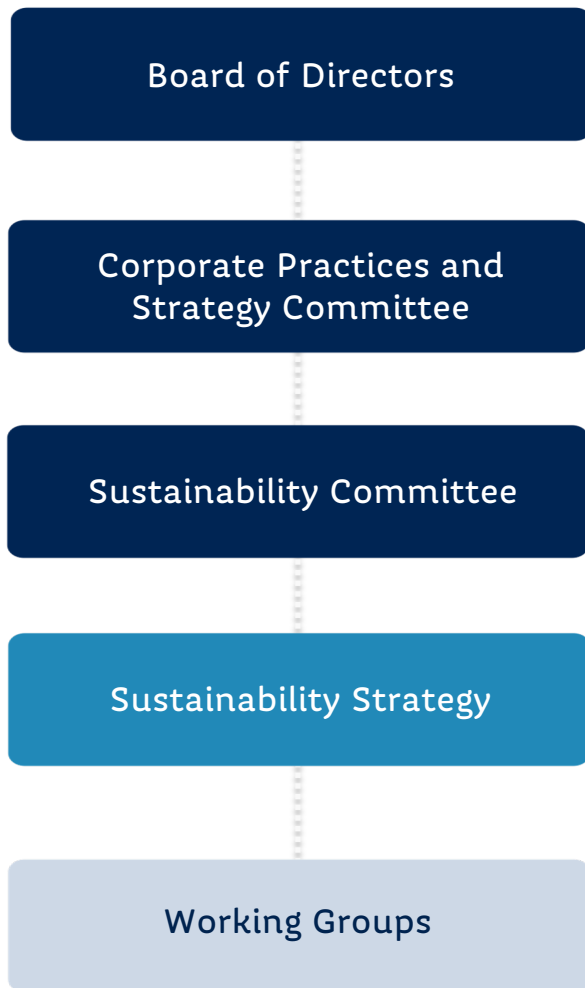 Board of Directors
Corporate Practices and
Strategy Committee
Sustainability Committee
Sustainability Strategy
Working Groups